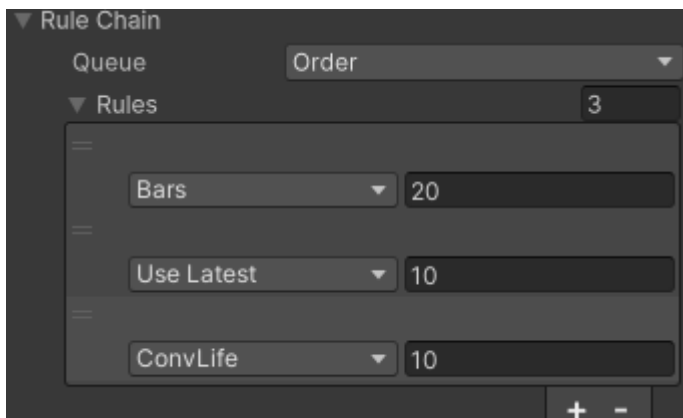 Rule Chain
Queue Order
Rules 3
Bars 20
Use Latest 10
ConvLife 10
+ -